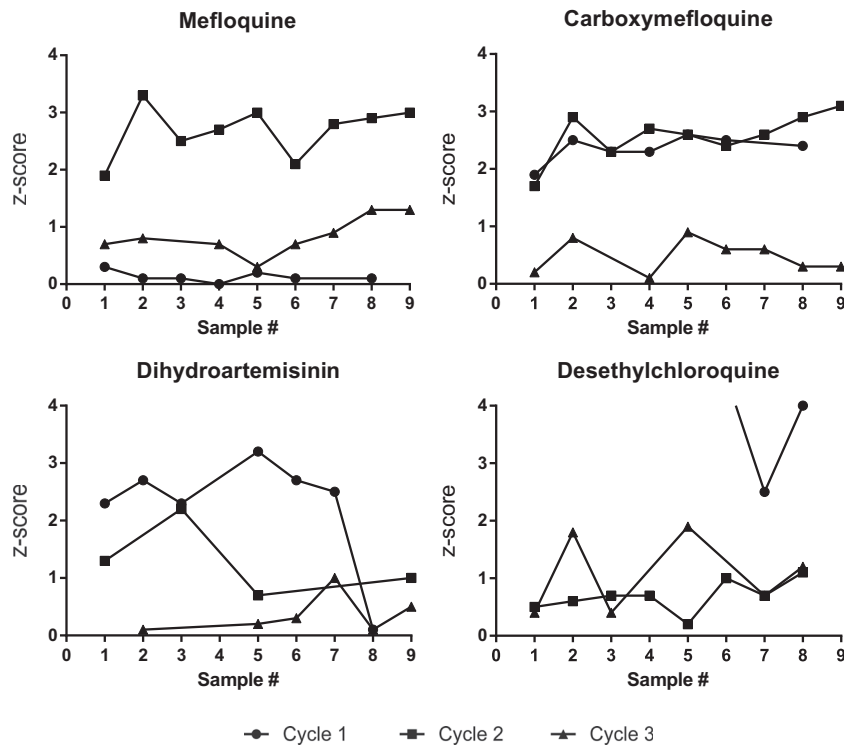 Mefloquine
4
3
2
1
0
z-score
0 1 2 3 4 5 6 7 8 9
Sample #
Carboxymefloquine
4
3
2
1
0
z-score
0 1 2 3 4 5 6 7 8 9
Sample #
Dihydroartemisinin
4
3
2
1
0
z-score
0 1 2 3 4 5 6 7 8 9
Sample #
Desethylchloroquine
4
3
2
1
0
z-score
0 1 2 3 4 5 6 7 8 9
Sample #
Cycle 1 Cycle 2 Cycle 3